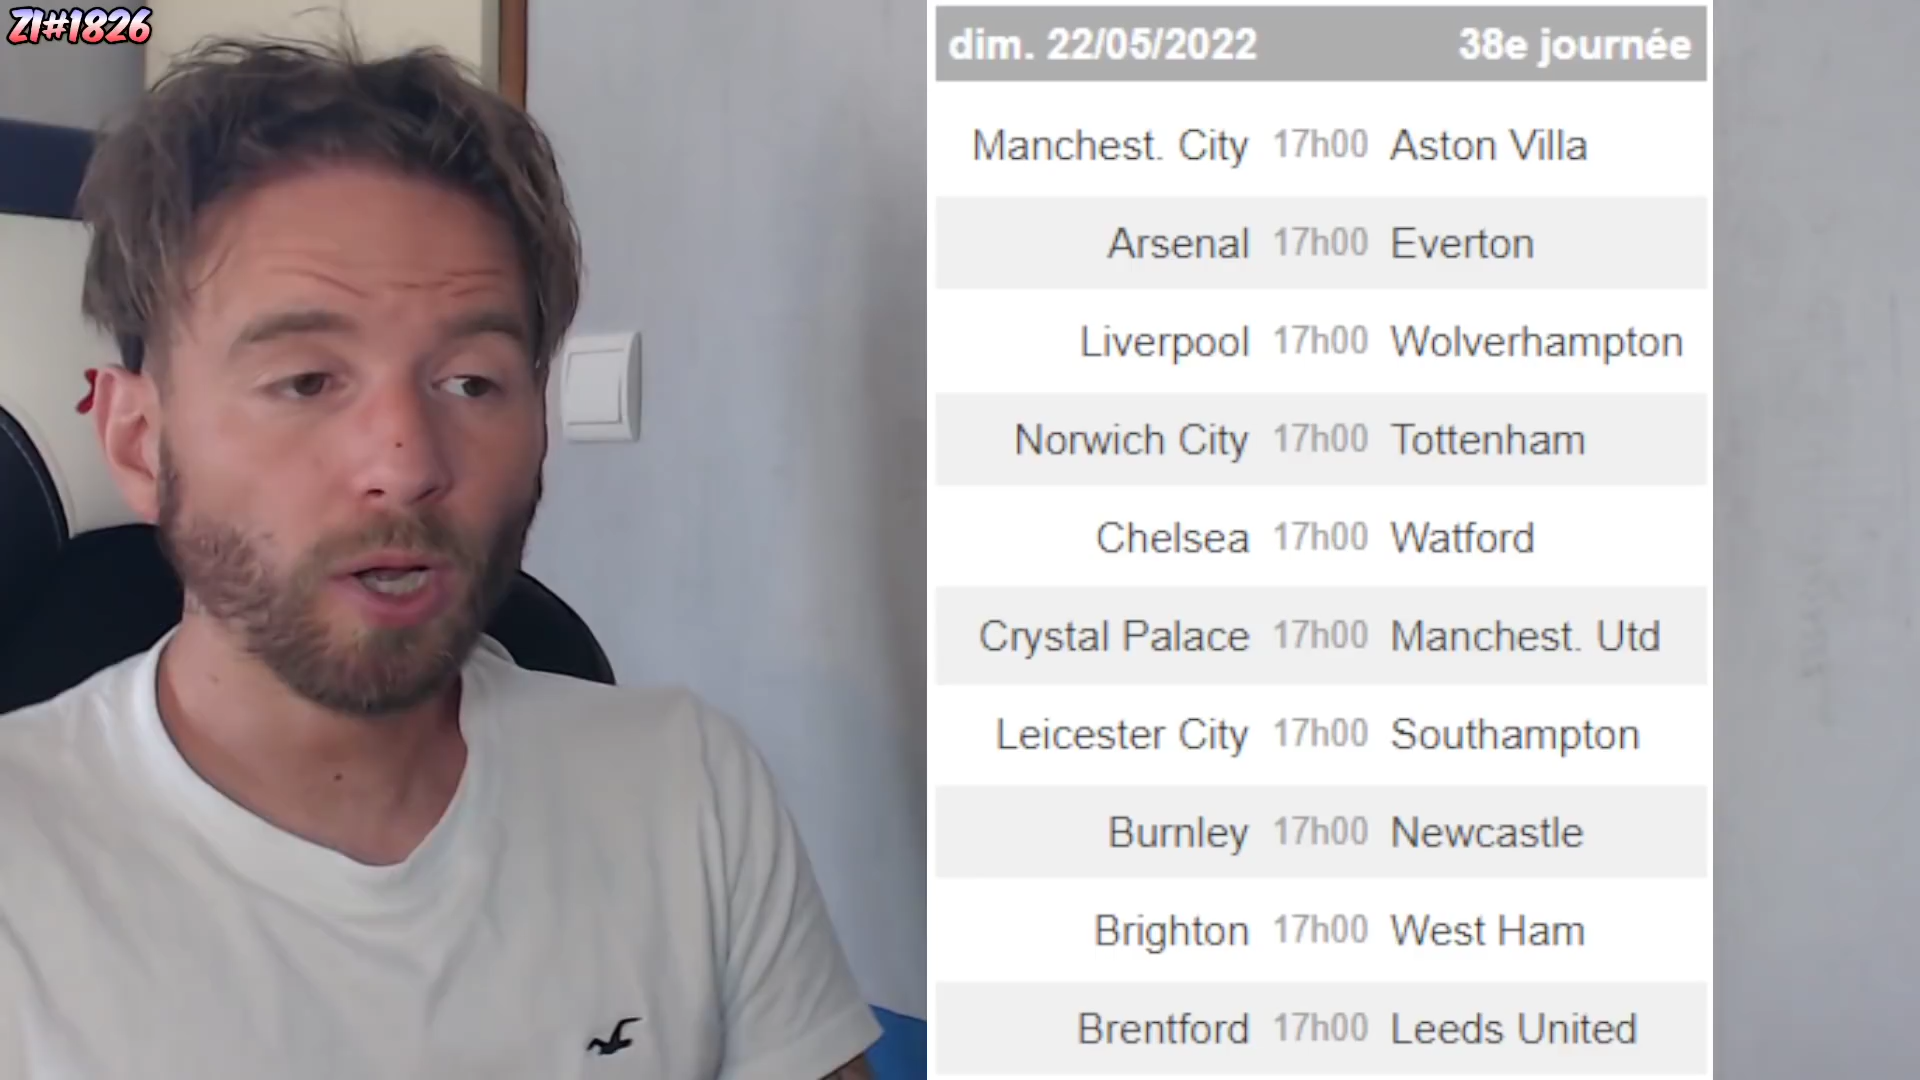 ZI#1826
dim. 22/05/2022 38e journée
Manchest. City 17h00 Aston Villa
Arsenal 17h00 Everton
Liverpool 17h00 Wolverhampton
Norwich City 17h00 Tottenham
Chelsea 17h00 Watford
Crystal Palace 17h00 Manchest. Utd
Leicester City 17h00 Southampton
Burnley 17h00 Newcastle
Brighton 17h00 West Ham
Brentford 17h00 Leeds United